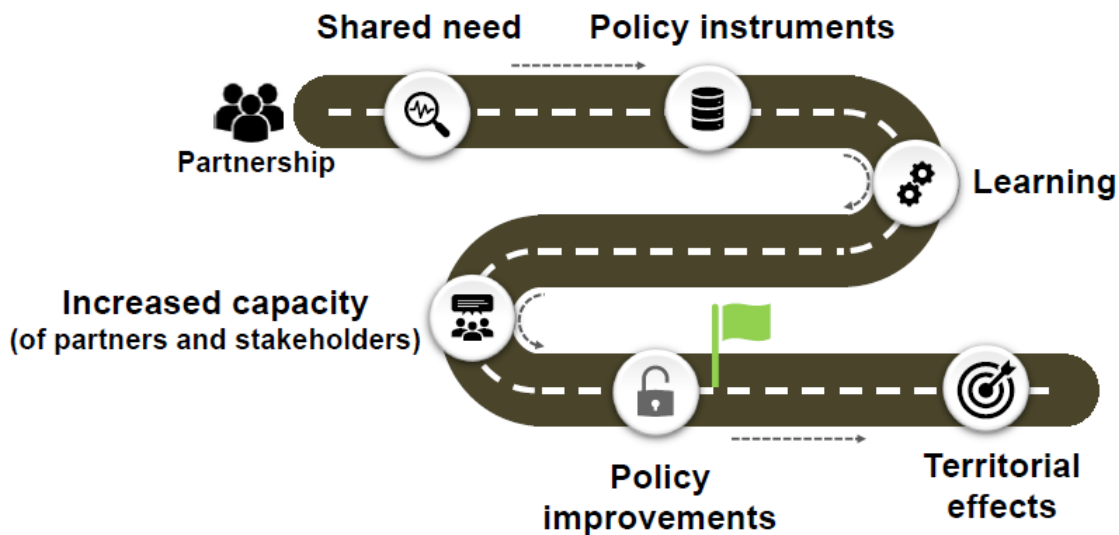 Shared need
Policy instruments
Partnership
Learning
Increased capacity
(of partners and stakeholders)
Policy
improvements
Territorial
effects